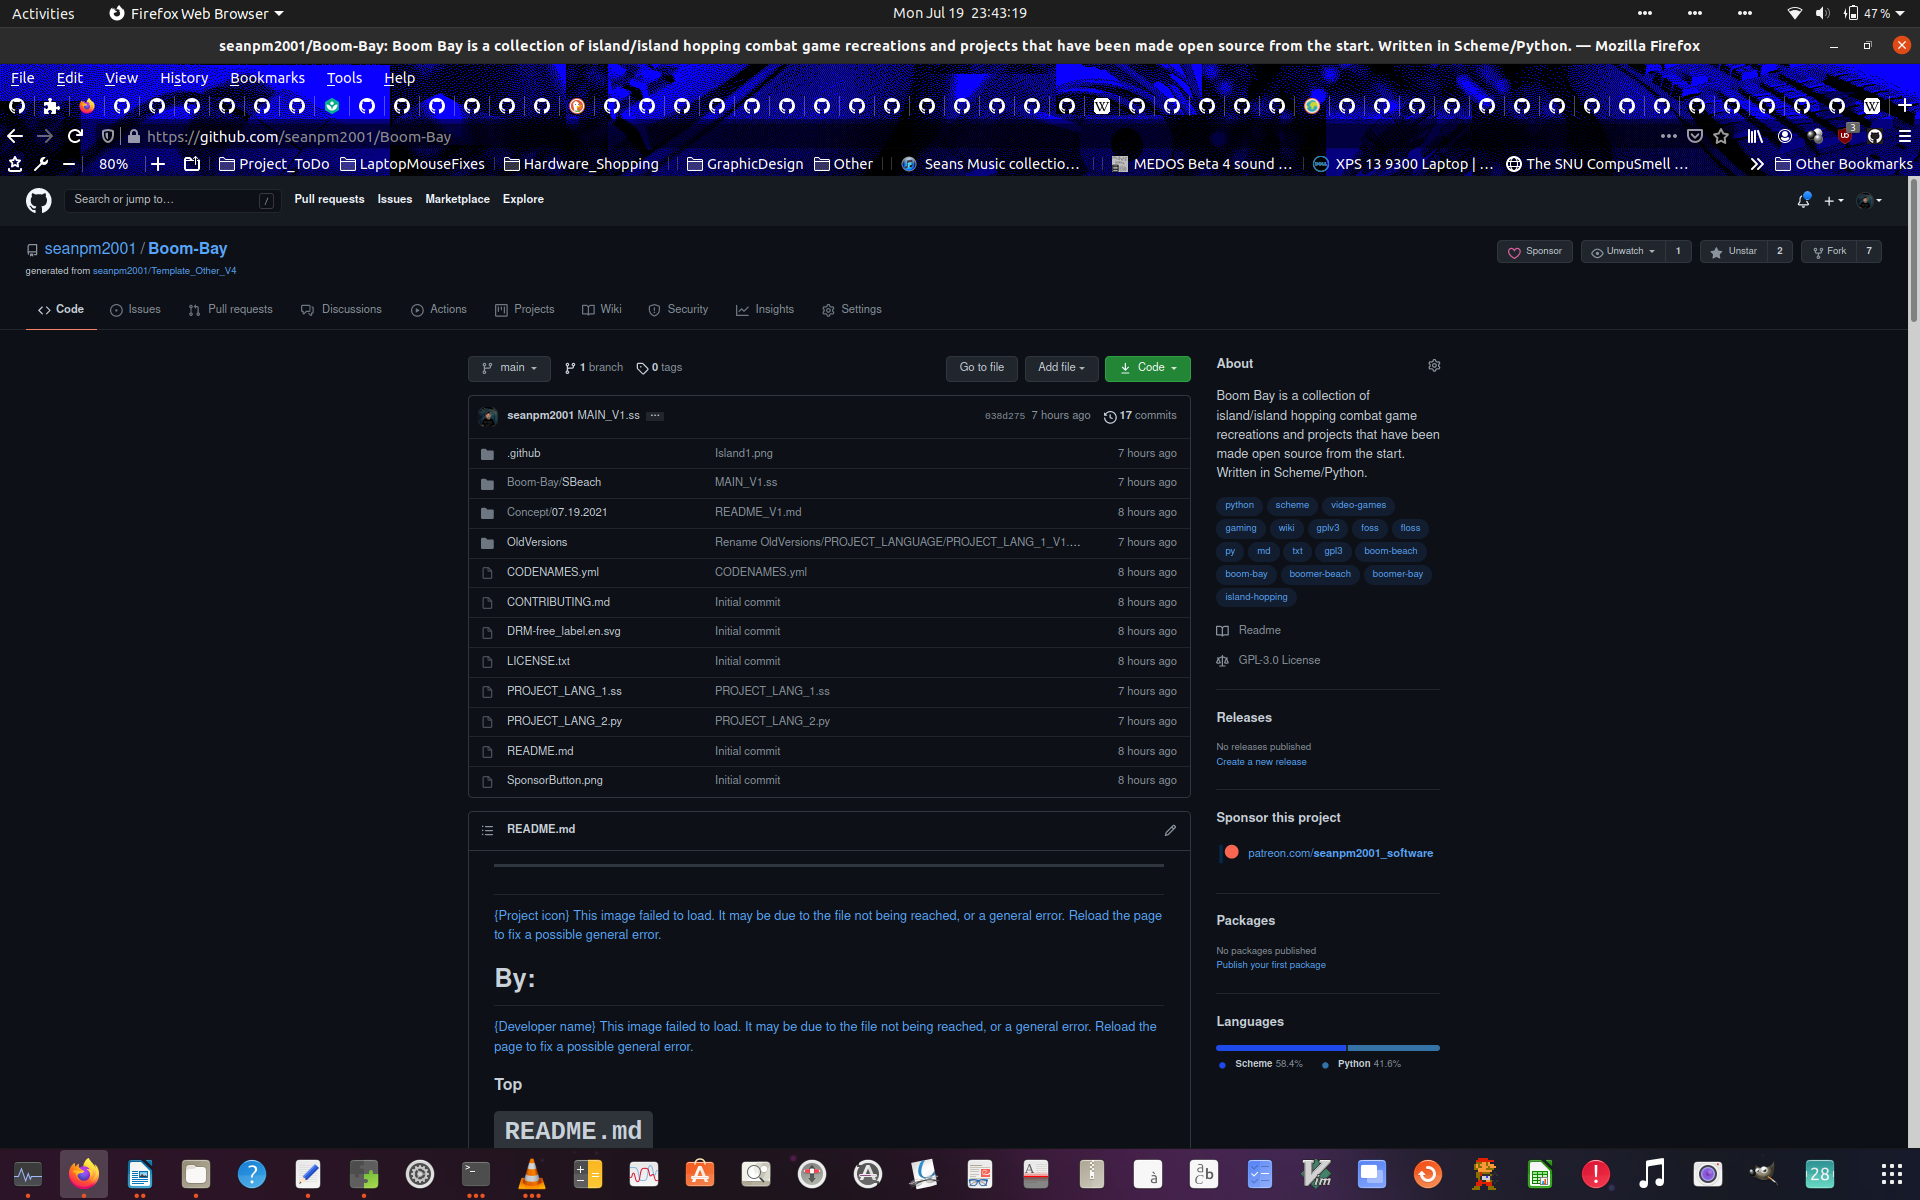 Activities Firefox Web Browser Mon Jul 19 23:43:19 47 %
seanpm2001/Boom-Bay: Boom Bay is a collection of island/island hopping combat game recreations and projects that have been made open source from the start. Written in Scheme/Python. — Mozilla Firefox
File Edit View History Bookmarks Tools Help
https://github.com/seanpm2001/Boom-Bay 3
80% Project_ToDo LaptopMouseFixes Hardware_Shopping GraphicDesign Other Seans Music collectio… MEDOS Beta 4 sound … XPS 13 9300 Laptop | … The SNU CompuSmell … Other Bookmarks
Search or jump to… / Pull requests Issues Marketplace Explore
seanpm2001 / Boom-Bay Sponsor Unwatch 1 Unstar 2 Fork 7
generated from seanpm2001/Template_Other_V4
Code Issues Pull requests Discussions Actions Projects Wiki Security Insights Settings
main 1 branch 0 tags Go to file Add file Code
seanpm2001 MAIN_V1.ss ... 038d275 7 hours ago 17 commits
.github Island1.png 7 hours ago
Boom-Bay/SBeach MAIN_V1.ss 7 hours ago
Concept/07.19.2021 README_V1.md 8 hours ago
OldVersions Rename OldVersions/PROJECT_LANGUAGE/PROJECT_LANG_1_V1.… 7 hours ago
CODENAMES.yml CODENAMES.yml 8 hours ago
CONTRIBUTING.md Initial commit 8 hours ago
DRM-free_label.en.svg Initial commit 8 hours ago
LICENSE.txt Initial commit 8 hours ago
PROJECT_LANG_1.ss PROJECT_LANG_1.ss 7 hours ago
PROJECT_LANG_2.py PROJECT_LANG_2.py 7 hours ago
README.md Initial commit 8 hours ago
SponsorButton.png Initial commit 8 hours ago
README.md
{Project icon} This image failed to load. It may be due to the file not being reached, or a general error. Reload the page
to fix a possible general error.
By:
{Developer name} This image failed to load. It may be due to the file not being reached, or a general error. Reload the
page to fix a possible general error.
Top
README.md
About
Boom Bay is a collection of
island/island hopping combat game
recreations and projects that have been
made open source from the start.
Written in Scheme/Python.
python scheme video-games
gaming wiki gplv3 foss floss
py md txt gpl3 boom-beach
boom-bay boomer-beach boomer-bay
island-hopping
Readme
GPL-3.0 License
Releases
No releases published
Create a new release
Sponsor this project
patreon.com/seanpm2001_software
Packages
No packages published
Publish your first package
Languages
Scheme 58.4% Python 41.6%
28